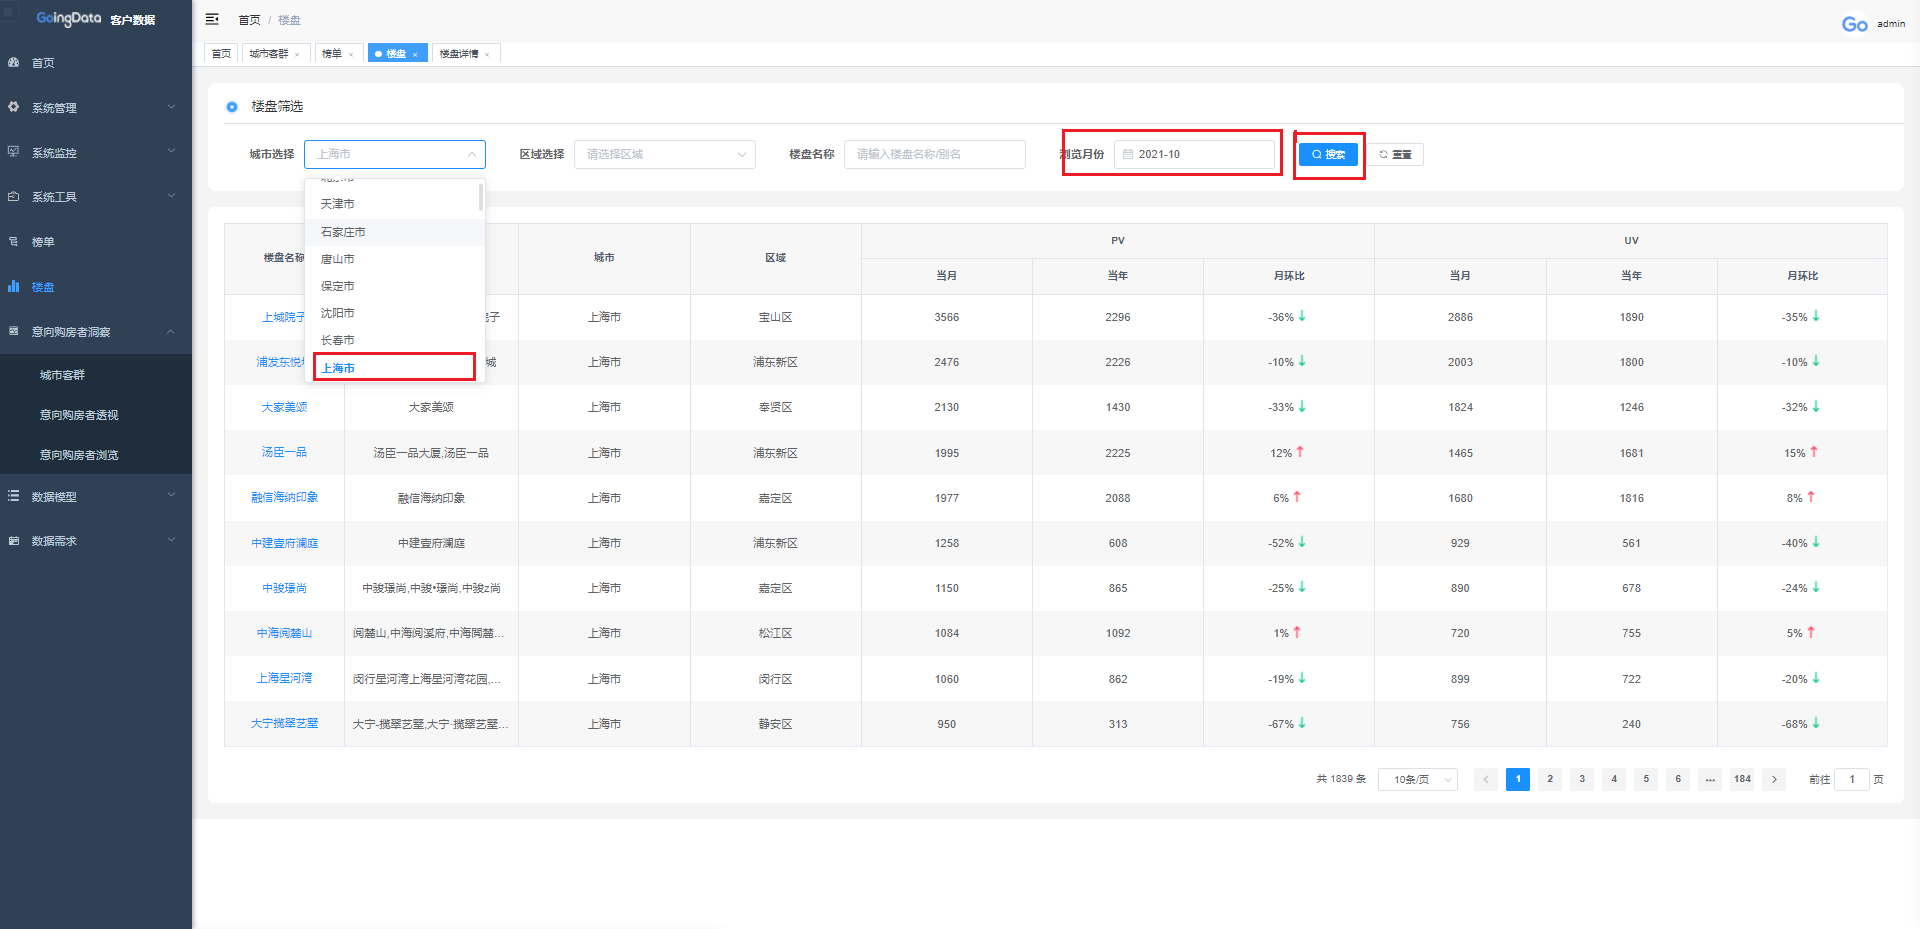 GoingData 客户数据
首页 / 楼盘
admin
首页 城市客群 × 榜单 × 楼盘 × 楼盘详情 ×
首页
系统管理
系统监控
系统工具
榜单
楼盘
意向购房者洞察
城市客群
意向购房者透视
意向购房者浏览
数据模型
数据需求
楼盘筛选
城市选择 上海市 区域选择 请选择区域 楼盘名称 请输入楼盘名称/别名 浏览月份 2021-10 搜索 重置
北京市
天津市
石家庄市
唐山市
保定市
沈阳市
长春市
上海市
楼盘名称 城市 区域 PV UV
当月 当年 月环比 当月 当年 月环比
上城院子 院子 上海市 宝山区 3566 2296 -36% ↓ 2886 1890 -35% ↓
浦发东悦城 城 上海市 浦东新区 2476 2226 -10% ↓ 2003 1800 -10% ↓
大家美颂 大家美颂 上海市 奉贤区 2130 1430 -33% ↓ 1824 1246 -32% ↓
汤臣一品 汤臣一品大厦,汤臣一品 上海市 浦东新区 1995 2225 12% ↑ 1465 1681 15% ↑
融信海纳印象 融信海纳印象 上海市 嘉定区 1977 2088 6% ↑ 1680 1816 8% ↑
中建壹府澜庭 中建壹府澜庭 上海市 浦东新区 1258 608 -52% ↓ 929 561 -40% ↓
中骏璟尚 中骏璟尚,中骏•璟尚,中骏z尚 上海市 嘉定区 1150 865 -25% ↓ 890 678 -24% ↓
中海阅麓山 阅麓山,中海阅溪府,中海閲麓... 上海市 松江区 1084 1092 1% ↑ 720 755 5% ↑
上海星河湾 闵行星河湾上海星河湾花园,... 上海市 闵行区 1060 862 -19% ↓ 899 722 -20% ↓
大宁揽翠艺墅 大宁-揽翠艺墅,大宁·揽翠艺墅... 上海市 静安区 950 313 -67% ↓ 756 240 -68% ↓
共 1839 条 10条/页 < 1 2 3 4 5 6 ... 184 > 前往 1 页